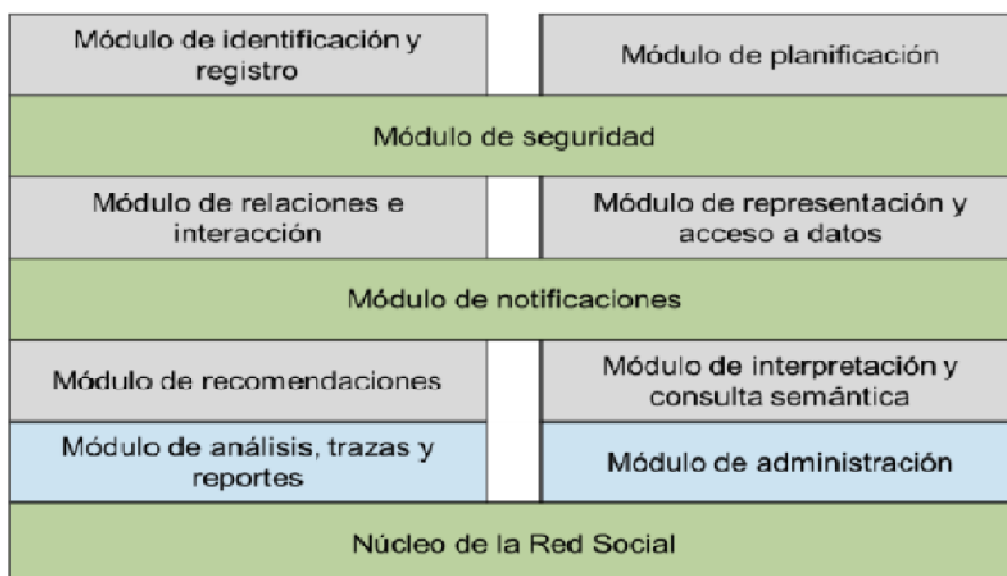 Módulo de identificación y
registro
Módulo de planificación
Módulo de seguridad
Módulo de relaciones e
interacción
Módulo de representación y
acceso a datos
Módulo de notificaciones
Módulo de recomendaciones
Módulo de interpretación y
consulta semántica
Módulo de análisis, trazas y
reportes
Módulo de administración
Núcleo de la Red Social